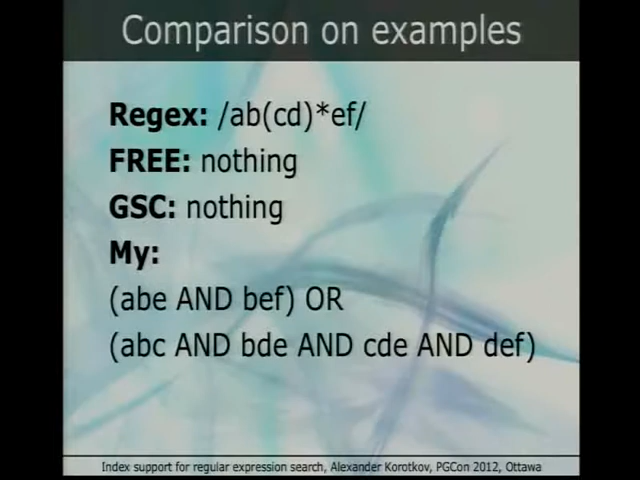 Comparison on examples
Regex: /ab(cd)*ef/
FREE: nothing
GSC: nothing
My:
(abe AND bef) OR
(abc AND bde AND cde AND def)
Index support for regular expression search, Alexander Korotkov, PGCon 2012, Ottawa